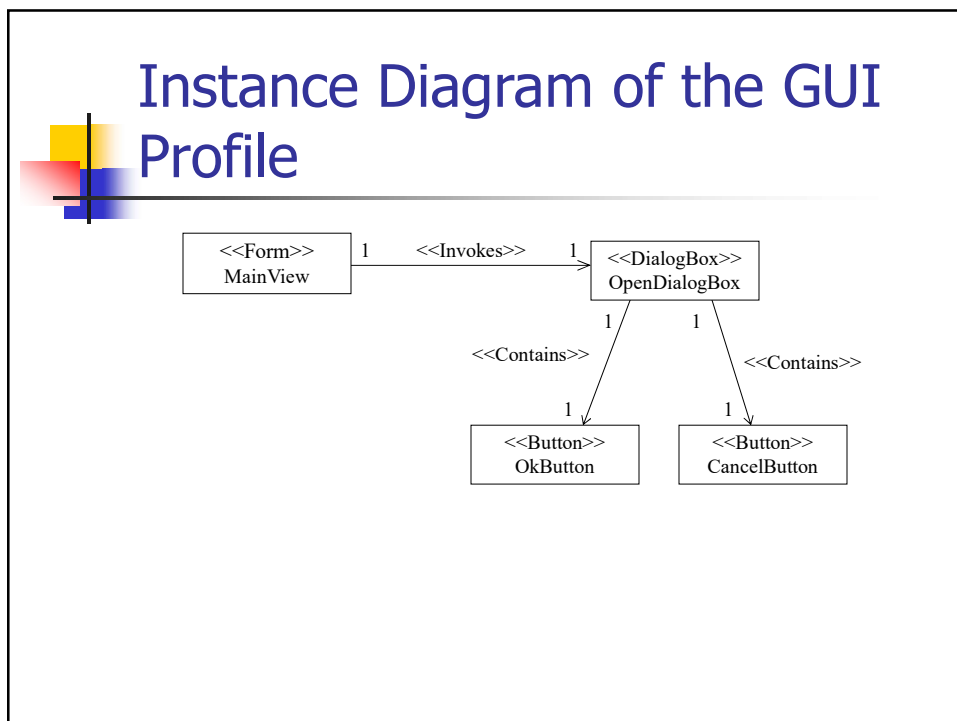 Instance Diagram of the GUI
Profile
<<Form>>
MainView
1
<<Invokes>>
1
<<DialogBox>>
OpenDialogBox
1
1
<<Contains>>
<<Contains>>
1
1
<<Button>>
OkButton
<<Button>>
CancelButton